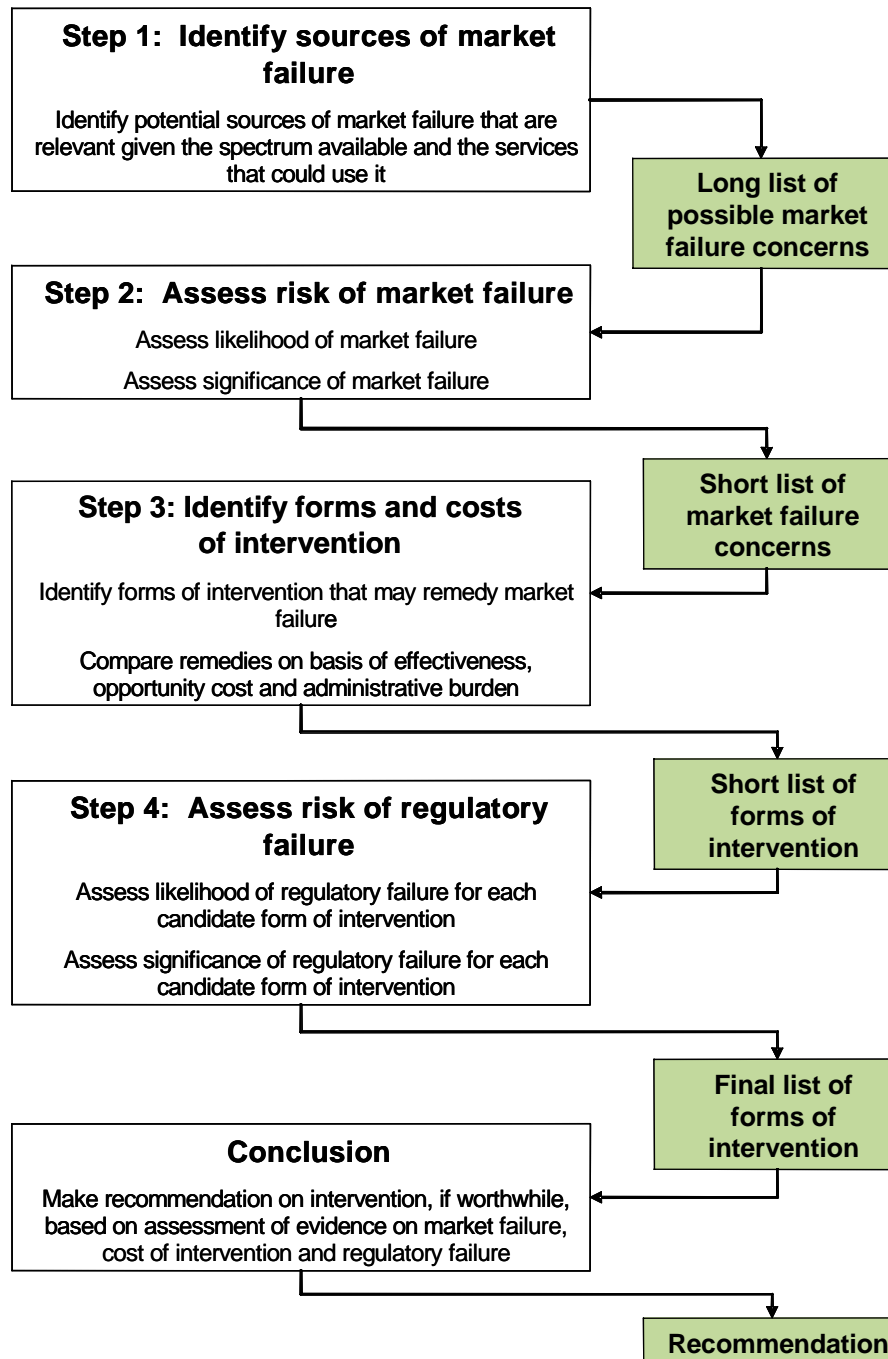 Step 1:  Identify sources of market
failure
Identify potential sources of market failure that are
relevant given the spectrum available and the services
that could use it
Long list of
possible market
failure concerns
Step 2:  Assess risk of market failure
Assess likelihood of market failure
Assess significance of market failure
Short list of
market failure
concerns
Step 3: Identify forms and costs
of intervention
Identify forms of intervention that may remedy market
failure
Compare remedies on basis of effectiveness,
opportunity cost and administrative burden
Short list of
forms of
intervention
Step 4:  Assess risk of regulatory
failure
Assess likelihood of regulatory failure for each
candidate form of intervention
Assess significance of regulatory failure for each
candidate form of intervention
Final list of
forms of
intervention
Conclusion
Make recommendation on intervention, if worthwhile,
based on assessment of evidence on market failure,
cost of intervention and regulatory failure
Recommendation